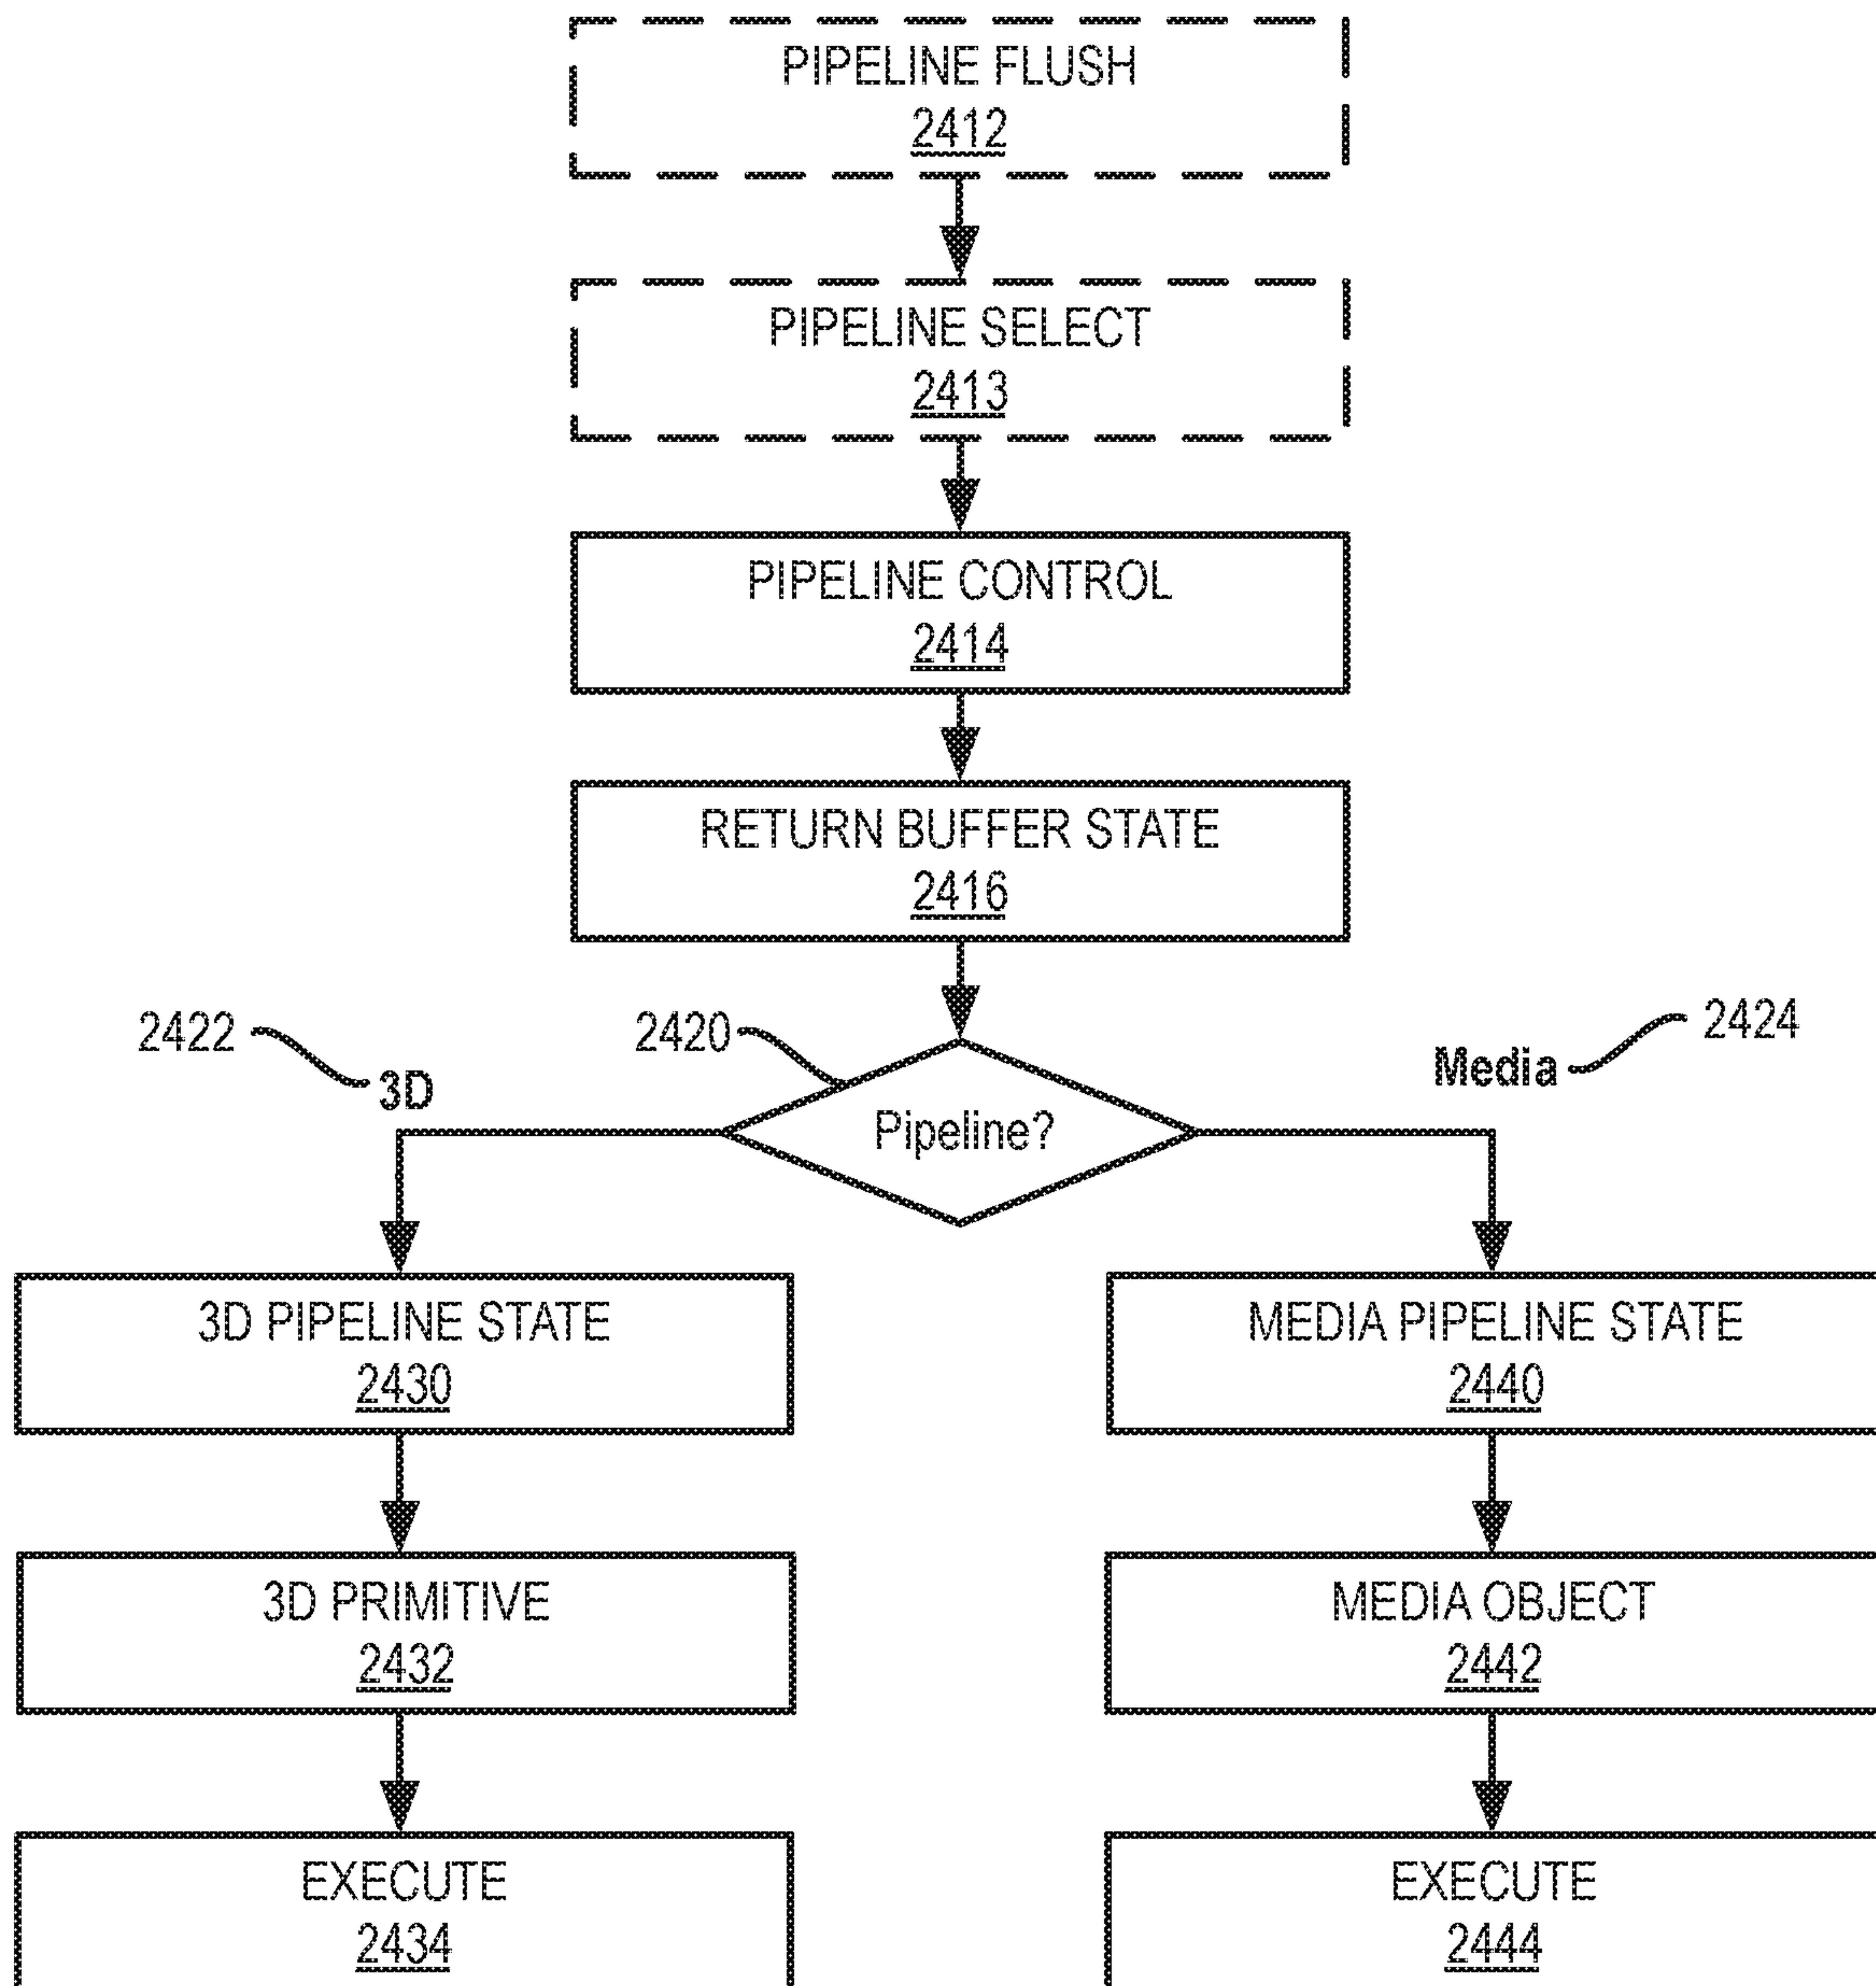 PIPELINE FLUSH
2412
PIPELINE SELECT
2413
PIPELINE CONTROL
2414
RETURN BUFFER STATE
2416
2422
3D
2420
Pipeline?
Media
2424
3D PIPELINE STATE
2430
MEDIA PIPELINE STATE
2440
3D PRIMITIVE
2432
MEDIA OBJECT
2442
EXECUTE
2434
EXECUTE
2444